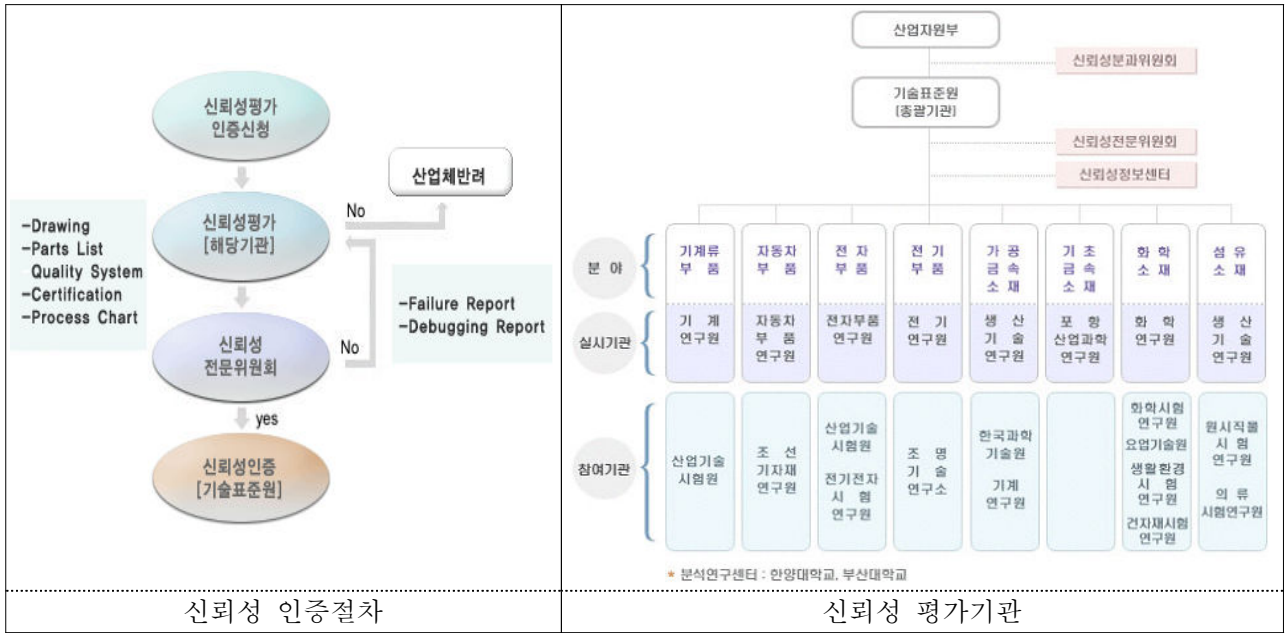 신뢰성평가
인증신청
산업체반려
No
신뢰성평가
[해당기관]
-Drawing
-Parts List
Quality System
-Certification
-Process Chart
-Failure Report
-Debugging Report
No
신뢰성
전문위원회
yes
신뢰성인증
[기술표준원]
신뢰성 인증절차
산업자원부
신뢰성분과위원회
기술표준원
(총괄기관)
신뢰성전문위원회
신뢰성정보센터
분 야
기계류
부 품
자동차
부 품
전 자
부 품
전 기
부 품
가 공
금 속
소 재
기 초
금 속
소 재
화 학
소 재
섬 유
소 재
실시기관
기 계
연구원
자동차
부 품
연구원
전자부품
연구원
전 기
연구원
생 산
기 술
연구원
포 항
산업과학
연구원
화 학
연구원
생 산
기 술
연구원
참여기관
산업기술
시험원
조 선
기자재
연구원
산업기술
시험원
전기전자
시 험
연구원
조 명
기 술
연구소
한국과학
기술원
기계
연구원
화학시험
연구원
요업기술원
생활환경
시 험
연구원
건자재시험
연구원
원사직물
시 험
연구원
의 류
시험연구원
* 분석연구센터 : 한양대학교, 부산대학교
신뢰성 평가기관